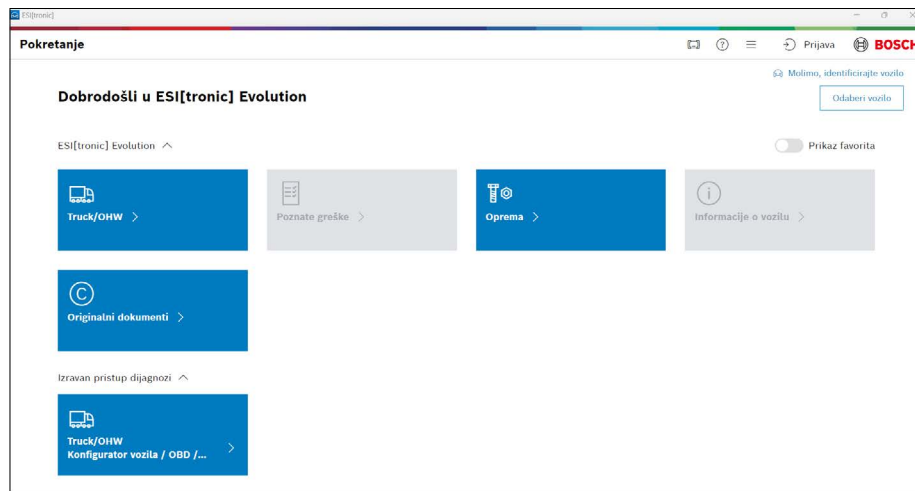 ESI[tronic]
Pokretanje
Prijava
BOSCH
Molimo, identificirajte vozilo
Dobrodošli u ESI[tronic] Evolution
Odaberi vozilo
ESI[tronic] Evolution
Prikaz favorita
Truck/OHW
Poznate greške
Oprema
Informacije o vozilu
Originalni dokumenti
Izravan pristup dijagnozi
Truck/OHW
Konfigurator vozila / OBD /...